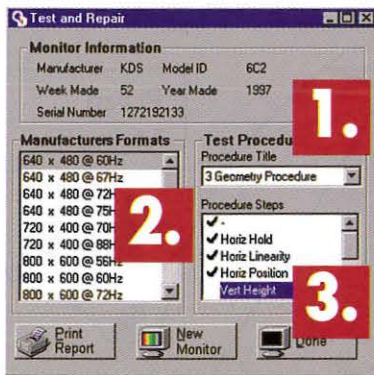 Test and Repair
Monitor Information
Manufacturer KDS Model ID 6C2
Week Made 52 Year Made 1997
Serial Number 1272192133
1.
Manufacturers Formats
640 x 480 @ 60Hz
640 x 480 @ 67Hz
640 x 480 @ 72H
640 x 480 @ 75H
720 x 400 @ 70H
720 x 400 @ 88H
800 x 600 @ 56H
800 x 600 @ 60Hz
800 x 600 @ 72Hz
2.
Test Procedu
Procedure Title
3 Geometry Procedure
Procedure Steps
-
Horiz Hold
Horiz Linearity
Horiz Position
Vert Height
3.
Print Report
New Monitor